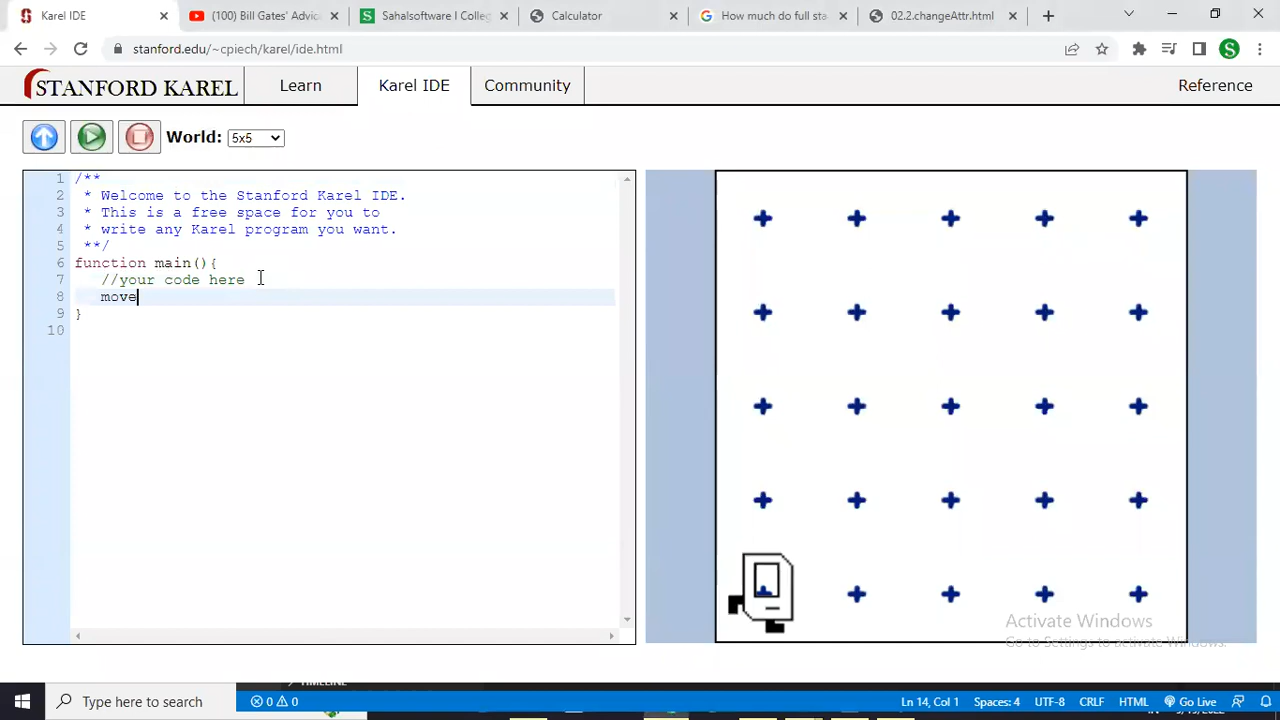 Karel IDE
(100) Bill Gates' Advic
Sahalsoftware | Colleg
Calculator
How much do full sta
02.2.changeAttr.html
stanford.edu/~cpiech/karel/ide.html
S
STANFORD KAREL
Learn
Karel IDE
Community
Reference
World:
5x5
1 /**
2 * Welcome to the Stanford Karel IDE.
3 * This is a free space for you to
4 * write any Karel program you want.
5 **/
6 function main(){
7 //your code here
8 move
9 }
10
Activate Windows
Go to Settings to activate Windows.
TIMELINE
Type here to search
0 0
Ln 14, Col 1
Spaces: 4
UTF-8
CRLF
HTML
Go Live